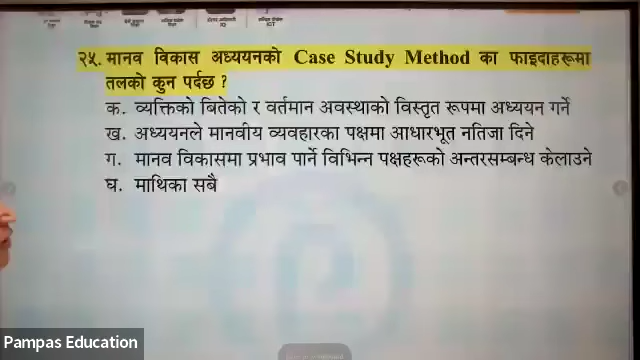 २५. मानव विकास अध्ययनको Case Study Method का फाइदाहरूमा
तलको कुन पर्दछ ?
क. व्यक्तिको बितेको र वर्तमान अवस्थाको विस्तृत रूपमा अध्ययन गर्ने
ख. अध्ययनले मानवीय व्यवहारका पक्षमा आधारभूत नतिजा दिने
ग. मानव विकासमा प्रभाव पार्ने विभिन्न पक्षहरूको अन्तरसम्बन्ध केलाउने
घ. माथिका सबै
Pampas Education